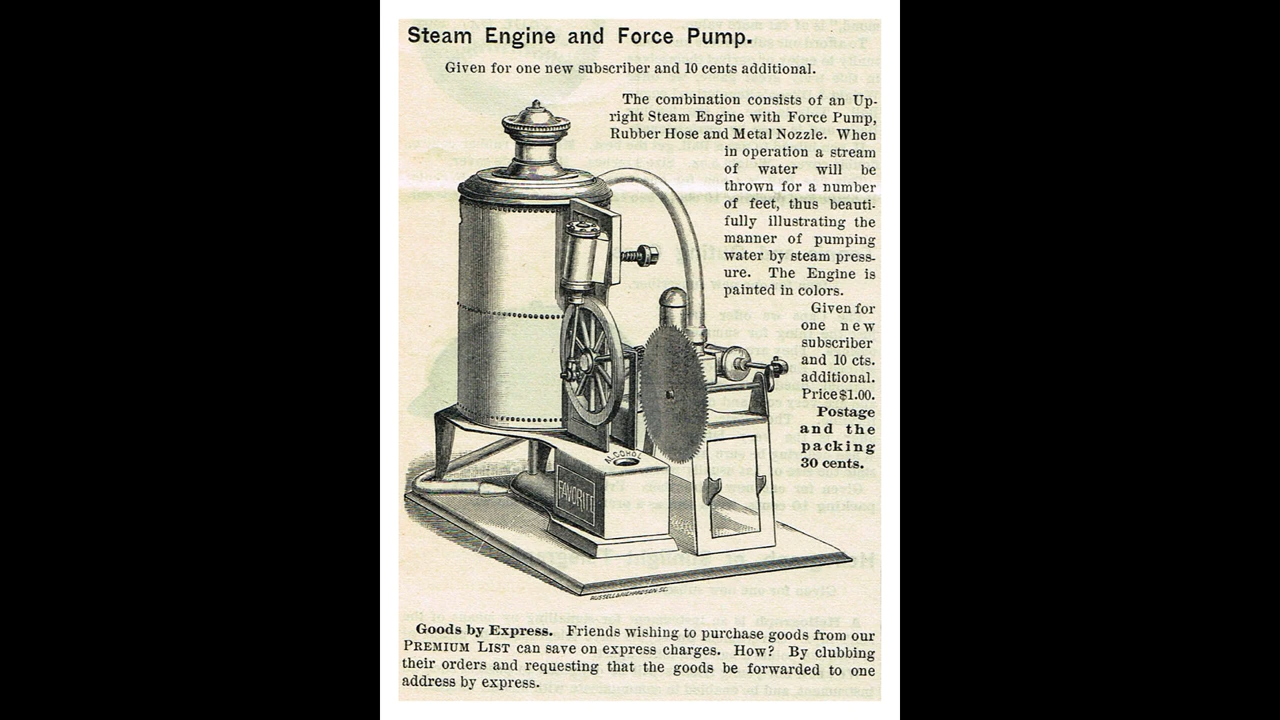 Steam Engine and Force Pump.
Given for one new subscriber and 10 cents additional.
The combination consists of an Up-
right Steam Engine with Force Pump,
Rubber Hose and Metal Nozzle. When
in operation a stream
of water will be
thrown for a number
of feet, thus beauti-
fully illustrating the
manner of pumping
water by steam press-
ure. The Engine is
painted in colors.
Given for
one new
subscriber
and 10 cts.
additional.
Price $1.00.
Postage
and the
packing
30 cents.
ALCOHOL
FAVORITE
RUSSELL & RICHARDSON SC.
Goods by Express. Friends wishing to purchase goods from our
PREMIUM LIST can save on express charges. How? By clubbing
their orders and requesting that the goods be forwarded to one
address by express.